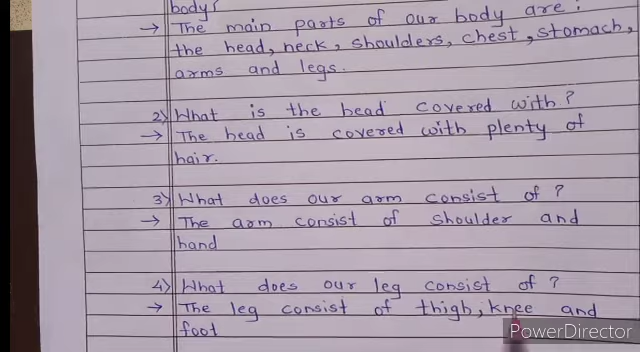 body?
→ The main parts of our body are :
the head, neck, shoulders, chest, stomach,
arms and legs.
2) What is the head covered with?
→ The head is covered with plenty of
hair.
3) What does our arm consist of ?
→ The arm consist of shoulder and
hand
4) What does our leg consist of ?
→ The leg consist of thigh, knee and
foot
PowerDirector